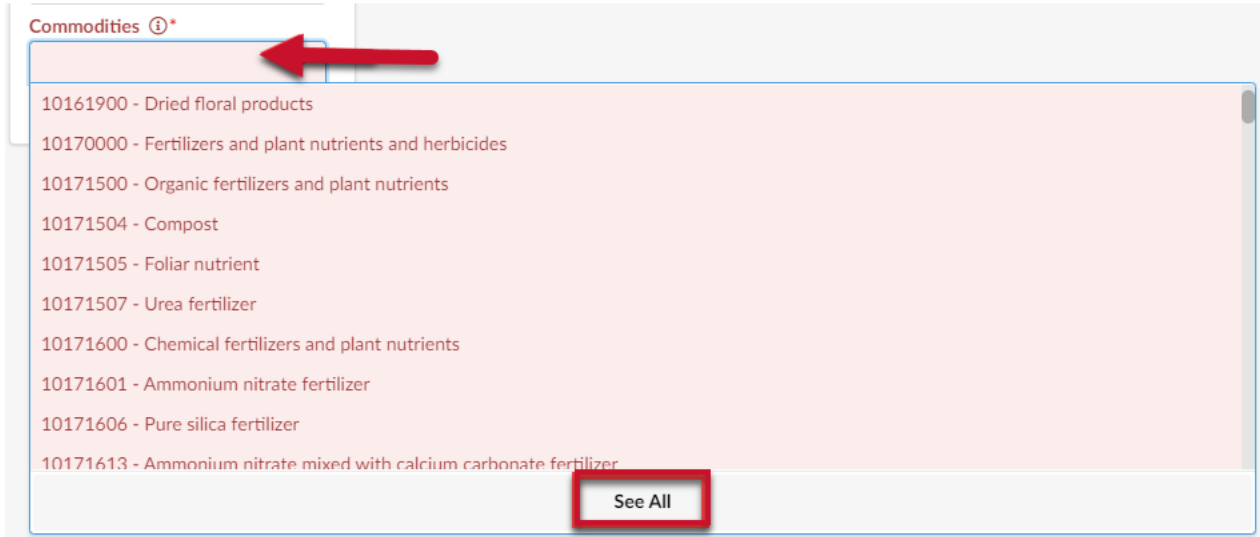 Commodities ⓘ*
10161900 - Dried floral products
10170000 - Fertilizers and plant nutrients and herbicides
10171500 - Organic fertilizers and plant nutrients
10171504 - Compost
10171505 - Foliar nutrient
10171507 - Urea fertilizer
10171600 - Chemical fertilizers and plant nutrients
10171601 - Ammonium nitrate fertilizer
10171606 - Pure silica fertilizer
10171613 - Ammonium nitrate mixed with calcium carbonate fertilizer
See All